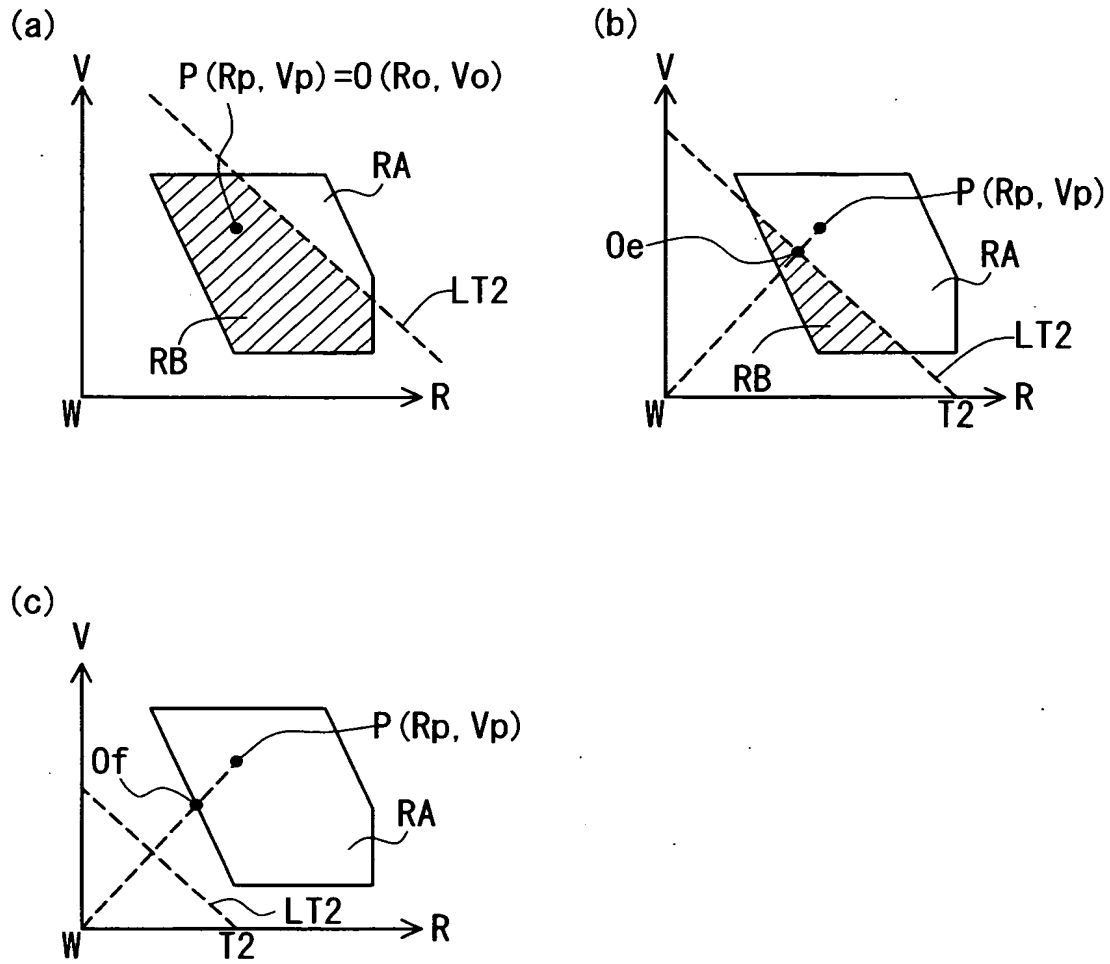 (a)
V
P(Rp, Vp)=O(Ro, Vo)
RA
LT2
RB
W
R
(b)
V
P(Rp, Vp)
Oe
RA
LT2
RB
W
T2
R
(c)
V
P(Rp, Vp)
Of
RA
LT2
W
T2
R